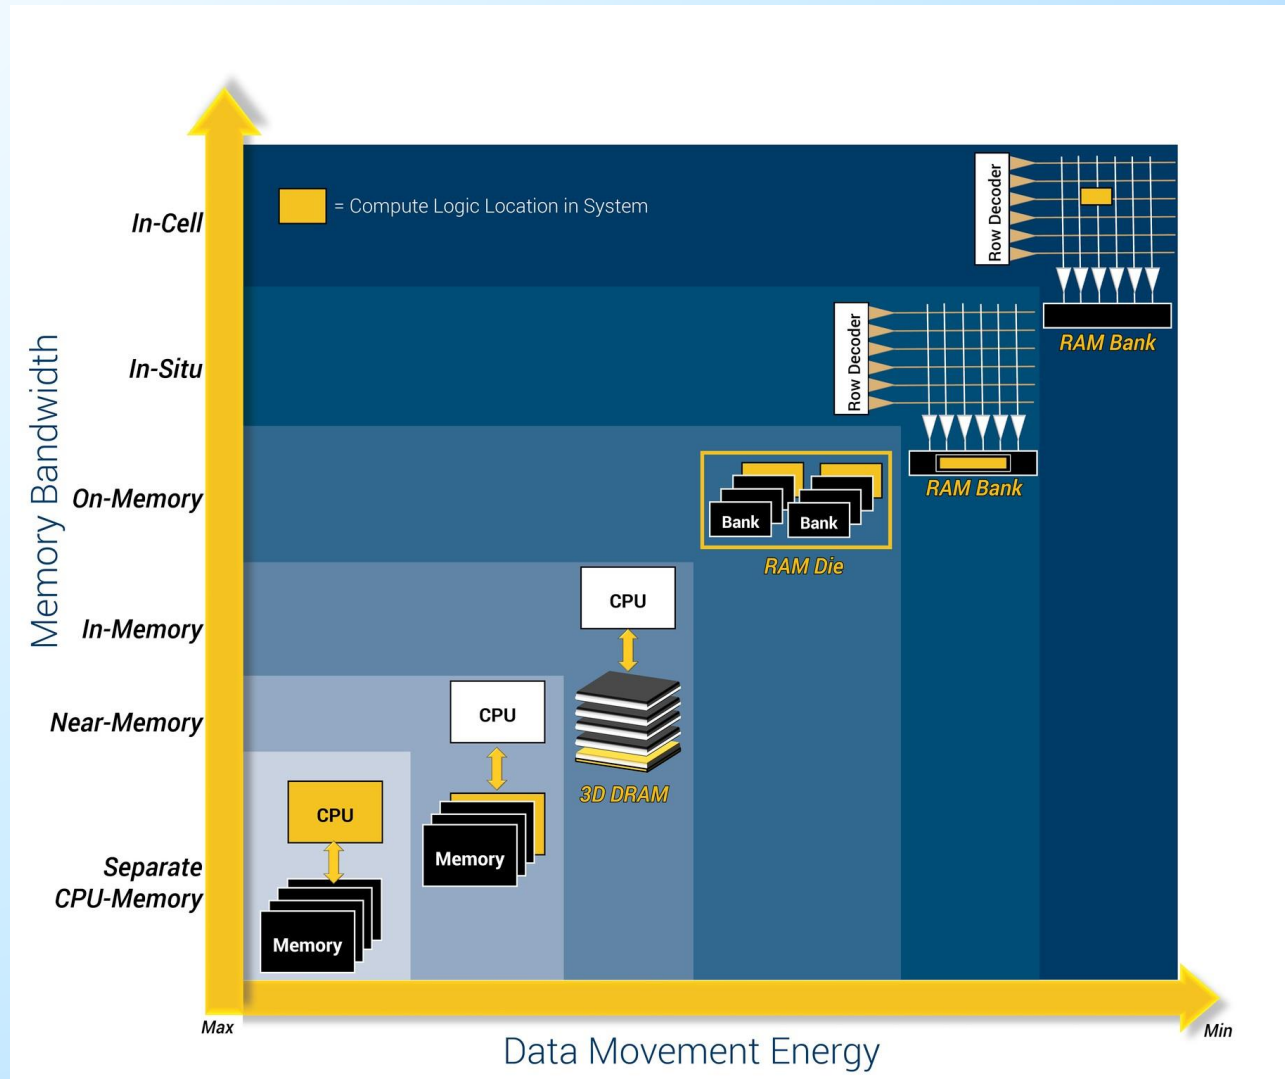 = Compute Logic Location in System
Memory Bandwidth
In-Cell
In-Situ
On-Memory
In-Memory
Near-Memory
Separate
CPU-Memory
Row Decoder
RAM Bank
Row Decoder
RAM Bank
Bank
Bank
RAM Die
CPU
3D DRAM
CPU
Memory
CPU
Memory
Max
Min
Data Movement Energy